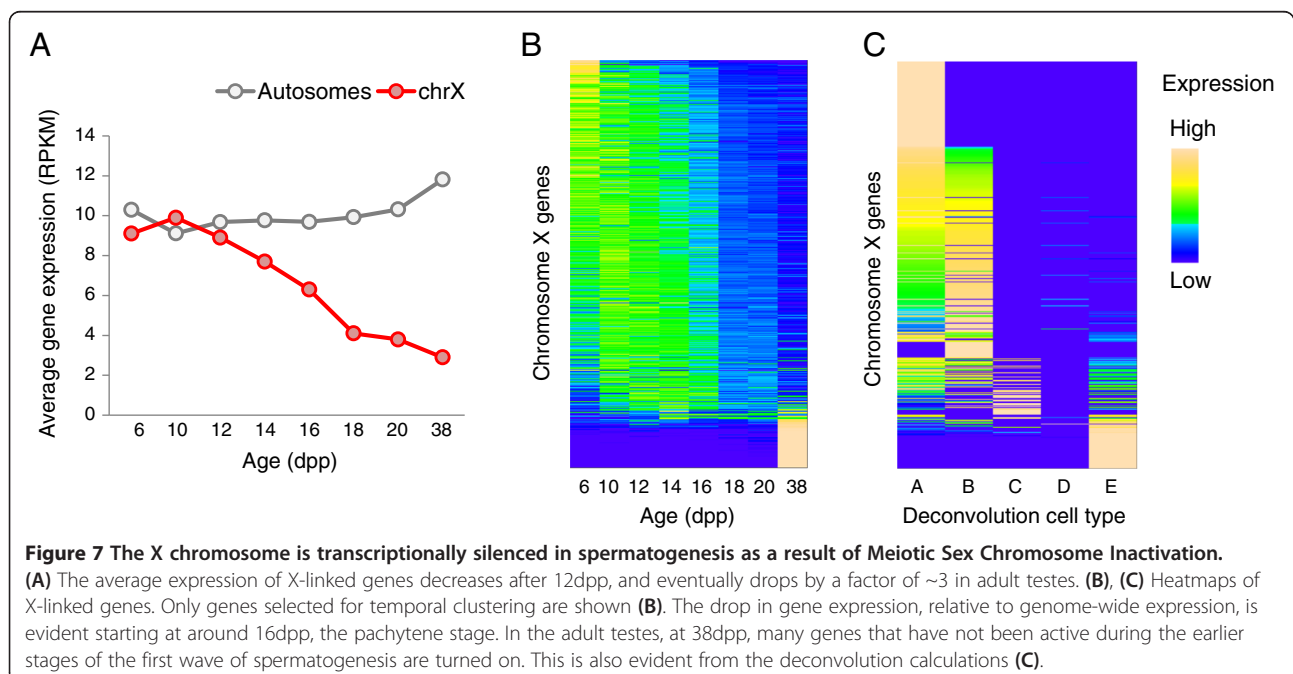 A
Autosomes chrX
Average gene expression (RPKM)
14
12
10
8
6
4
2
0
6 10 12 14 16 18 20 38
Age (dpp)
B
Chromosome X genes
6 10 12 14 16 18 20 38
Age (dpp)
C
Chromosome X genes
A B C D E
Deconvolution cell type
Expression
High
Low
Figure 7 The X chromosome is transcriptionally silenced in spermatogenesis as a result of Meiotic Sex Chromosome Inactivation.
(A) The average expression of X-linked genes decreases after 12dpp, and eventually drops by a factor of ~3 in adult testes. (B), (C) Heatmaps of
X-linked genes. Only genes selected for temporal clustering are shown (B). The drop in gene expression, relative to genome-wide expression, is
evident starting at around 16dpp, the pachytene stage. In the adult testes, at 38dpp, many genes that have not been active during the earlier
stages of the first wave of spermatogenesis are turned on. This is also evident from the deconvolution calculations (C).